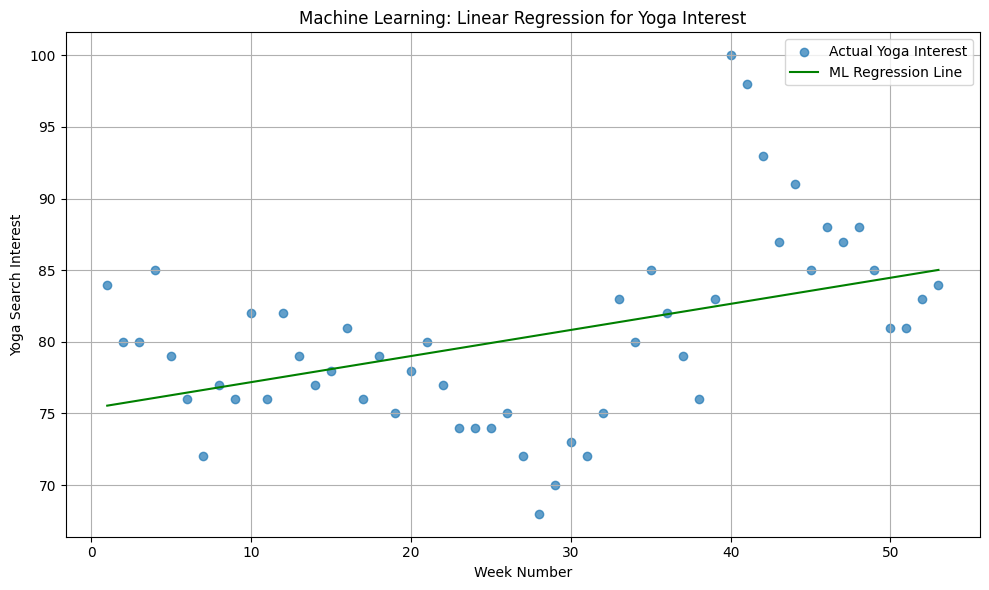 Machine Learning: Linear Regression for Yoga Interest
Actual Yoga Interest
ML Regression Line
Yoga Search Interest
100
95
90
85
80
75
70
0 10 20 30 40 50
Week Number